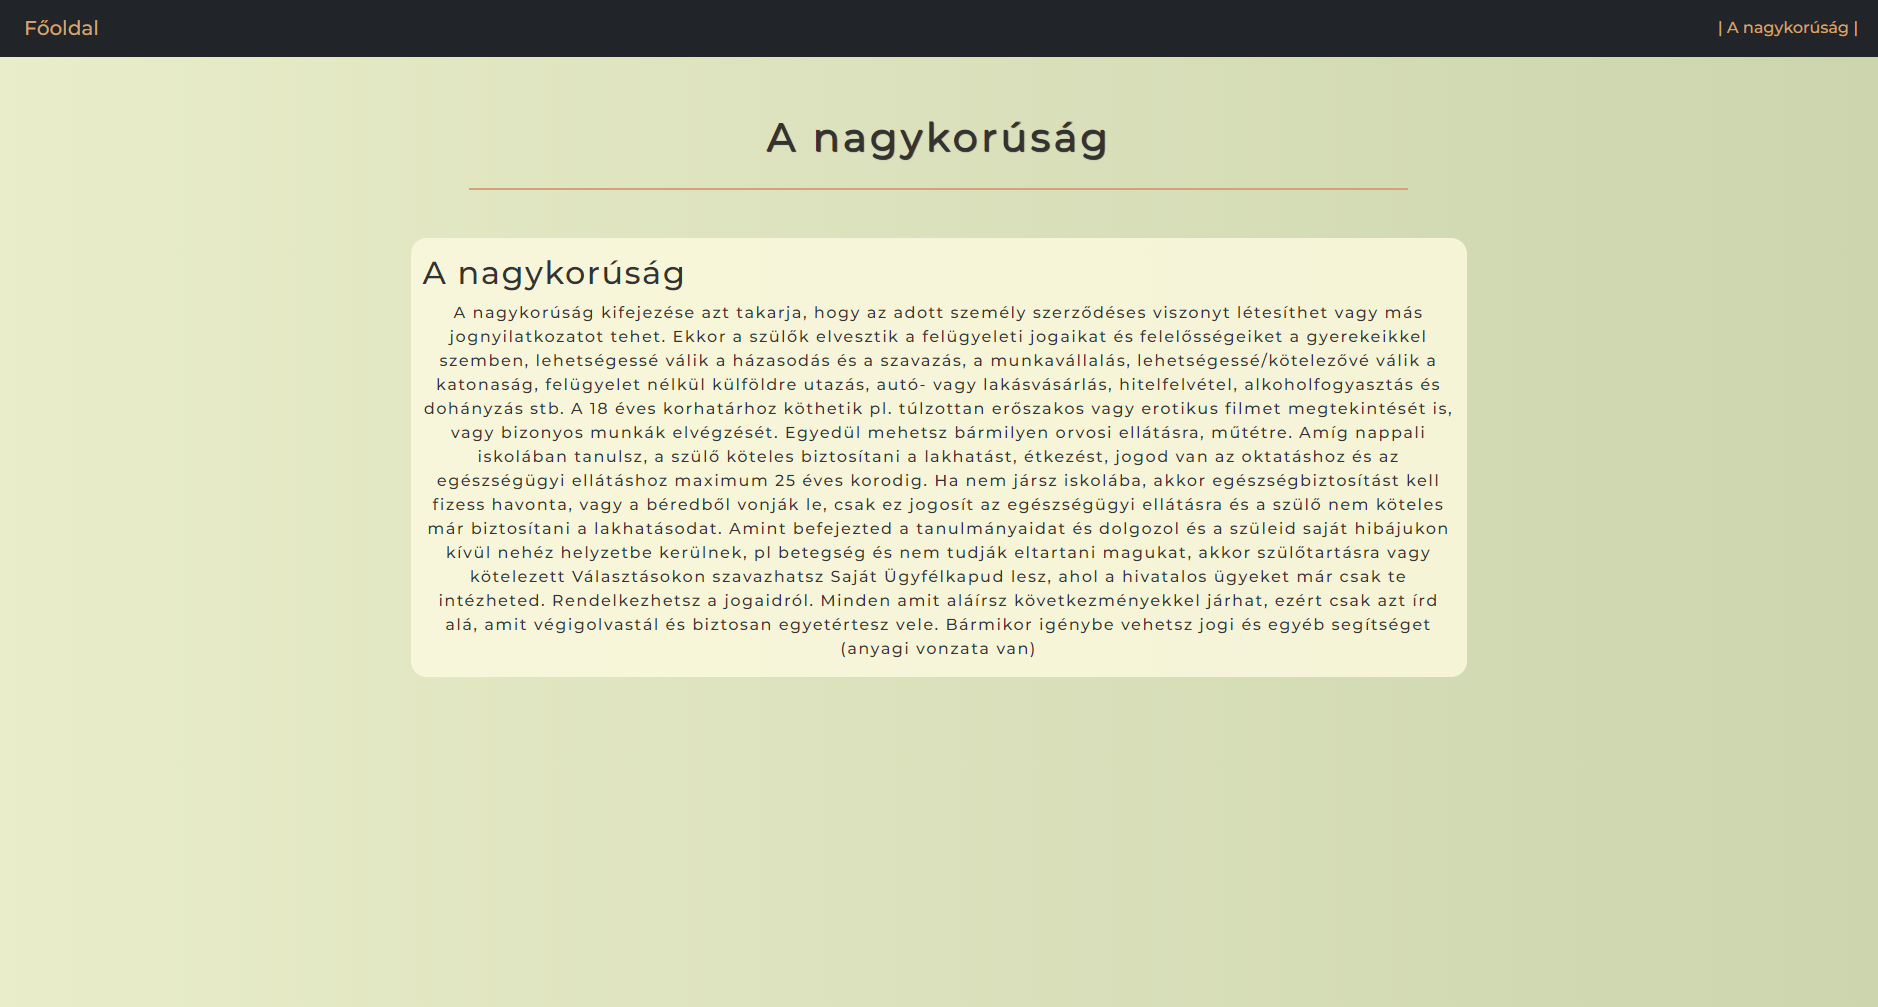 Főoldal
| A nagykorúság |
A nagykorúság
A nagykorúság
A nagykorúság kifejezése azt takarja, hogy az adott személy szerződéses viszonyt létesíthet vagy más
jognyilatkozatot tehet. Ekkor a szülők elvesztik a felügyeleti jogaikat és felelősségeiket a gyerekeikkel
szemben, lehetségessé válik a házasodás és a szavazás, a munkavállalás, lehetségessé/kötelezővé válik a
katonaság, felügyelet nélkül külföldre utazás, autó- vagy lakásvásárlás, hitelfelvétel, alkoholfogyasztás és
dohányzás stb. A 18 éves korhatárhoz köthetik pl. túlzottan erőszakos vagy erotikus filmet megtekintését is,
vagy bizonyos munkák elvégzését. Egyedül mehetsz bármilyen orvosi ellátásra, műtétre. Amíg nappali
iskolában tanulsz, a szülő köteles biztosítani a lakhatást, étkezést, jogod van az oktatáshoz és az
egészségügyi ellátáshoz maximum 25 éves korodig. Ha nem jársz iskolába, akkor egészségbiztosítást kell
fizess havonta, vagy a béredből vonják le, csak ez jogosít az egészségügyi ellátásra és a szülő nem köteles
már biztosítani a lakhatásodat. Amint befejezted a tanulmányaidat és dolgozol és a szüleid saját hibájukon
kívül nehéz helyzetbe kerülnek, pl betegség és nem tudják eltartani magukat, akkor szülőtartásra vagy
kötelezett Választásokon szavazhatsz Saját Ügyfélkapud lesz, ahol a hivatalos ügyeket már csak te
intézheted. Rendelkezhetsz a jogaidról. Minden amit aláírsz következményekkel járhat, ezért csak azt írd
alá, amit végigolvastál és biztosan egyetértesz vele. Bármikor igénybe vehetsz jogi és egyéb segítséget
(anyagi vonzata van)